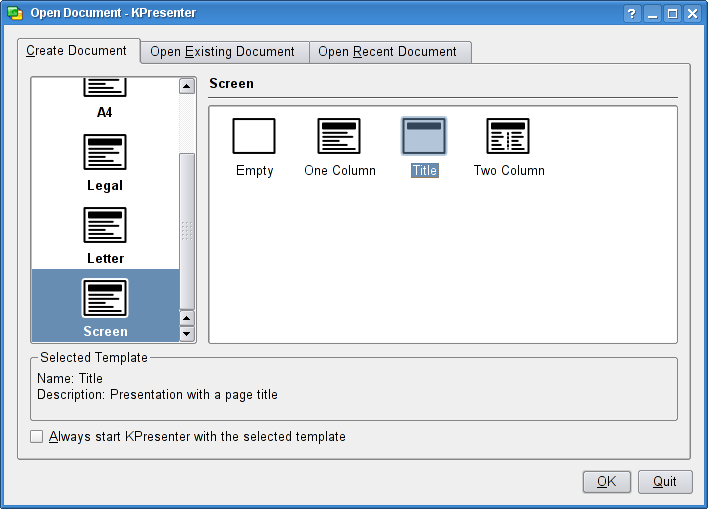 Open Document - KPresenter
Create Document
Open Existing Document
Open Recent Document
A4
Legal
Letter
Screen
Screen
Empty
One Column
Title
Two Column
Selected Template
Name: Title
Description: Presentation with a page title
Always start KPresenter with the selected template
OK
Quit